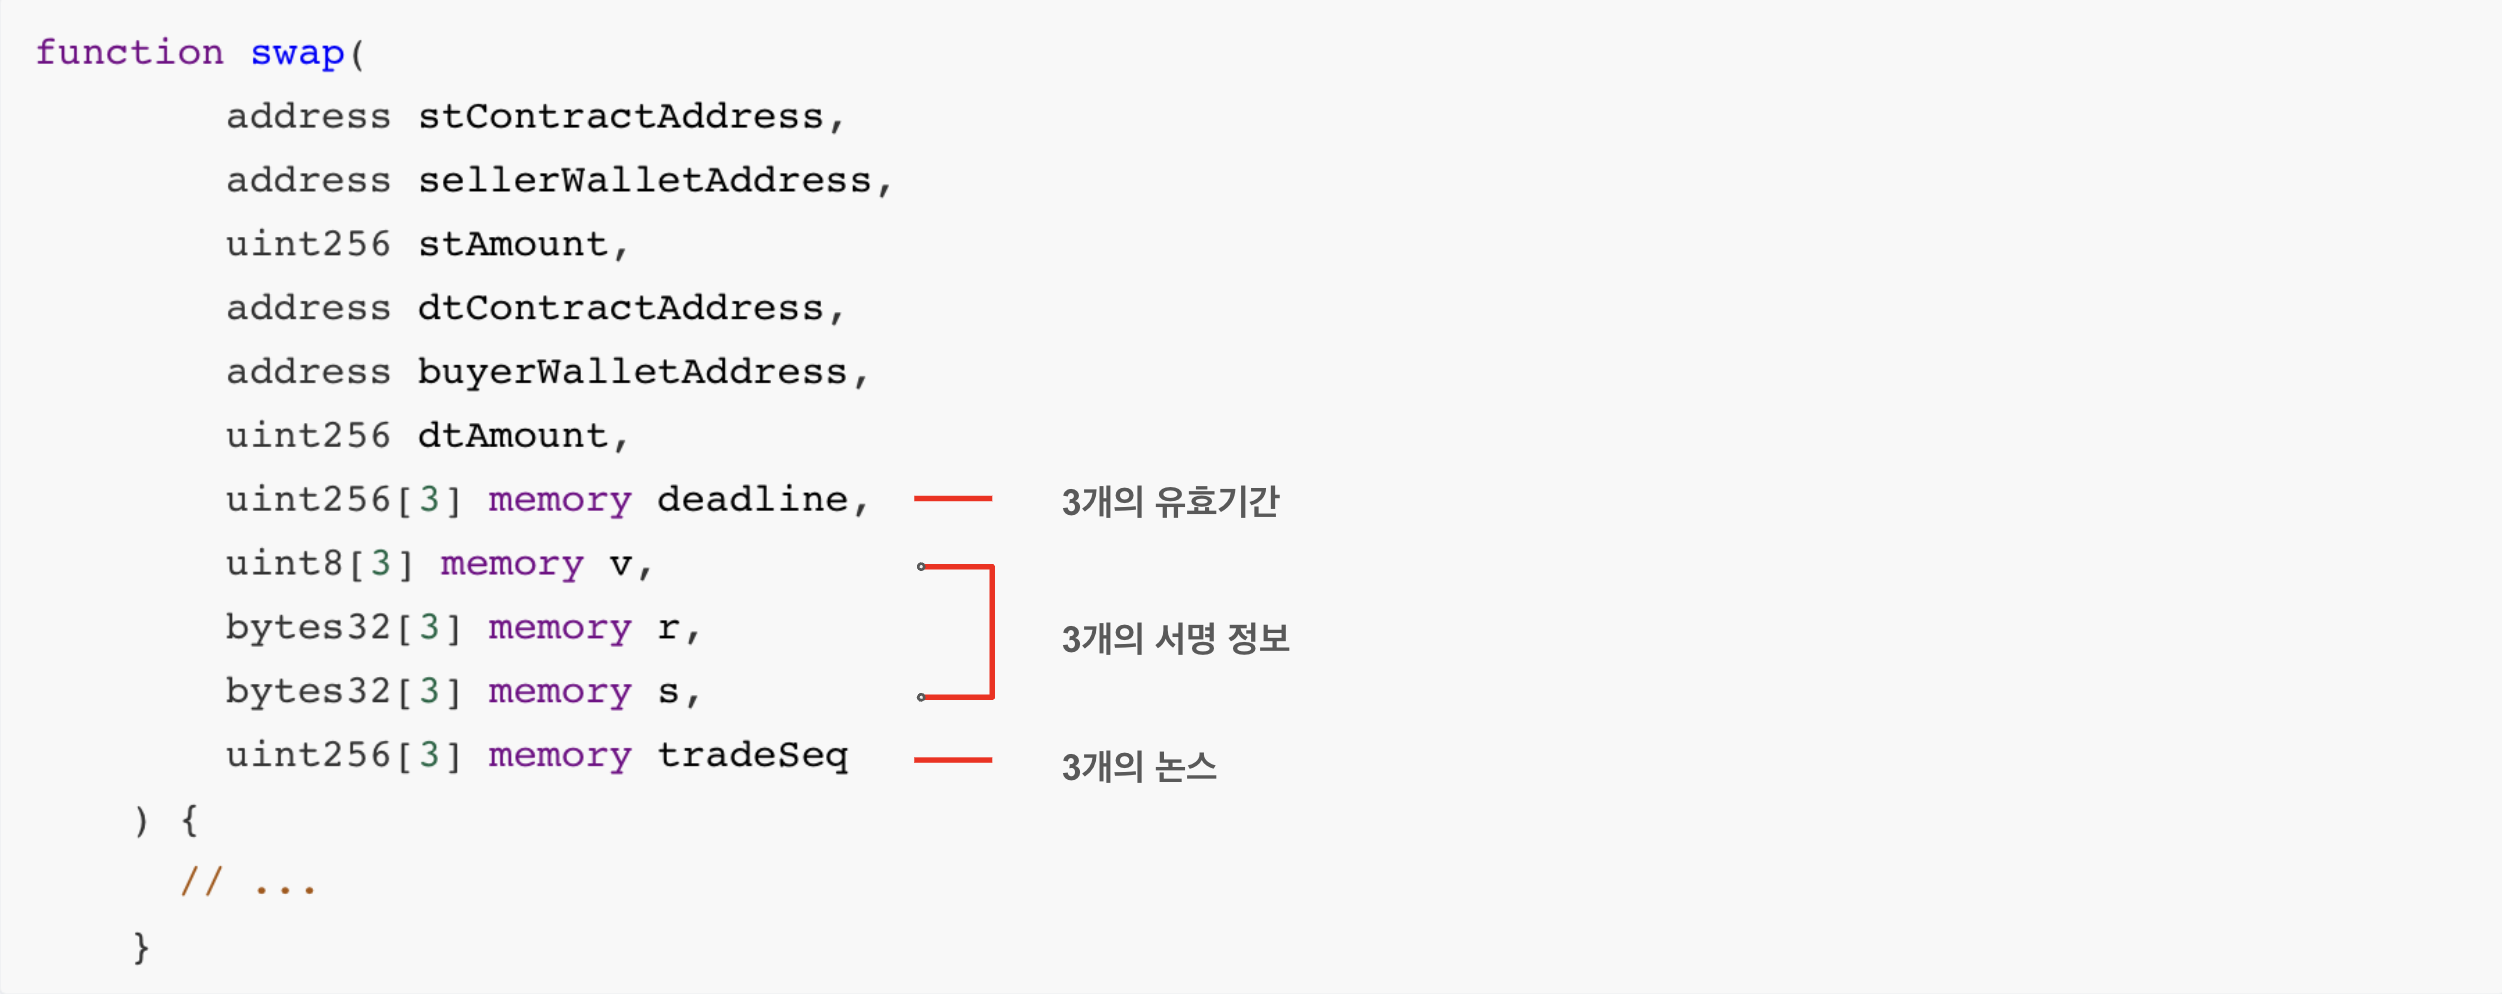 function swap(
address stContractAddress,
address sellerWalletAddress,
uint256 stAmount,
address dtContractAddress,
address buyerWalletAddress,
uint256 dtAmount,
uint256[3] memory deadline, 3개의 유효기간
uint8[3] memory v,
bytes32[3] memory r, 3개의 서명 정보
bytes32[3] memory s,
uint256[3] memory tradeSeq 3개의 논스
) {
// ...
}